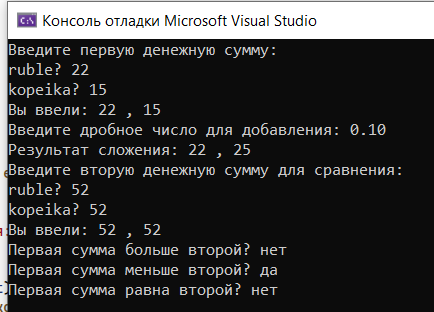 Консоль отладки Microsoft Visual Studio
Введите первую денежную сумму:
ruble? 22
kopeika? 15
Вы ввели: 22 , 15
Введите дробное число для добавления: 0.10
Результат сложения: 22 , 25
Введите вторую денежную сумму для сравнения:
ruble? 52
kopeika? 52
Вы ввели: 52 , 52
Первая сумма больше второй? нет
Первая сумма меньше второй? да
Первая сумма равна второй? нет